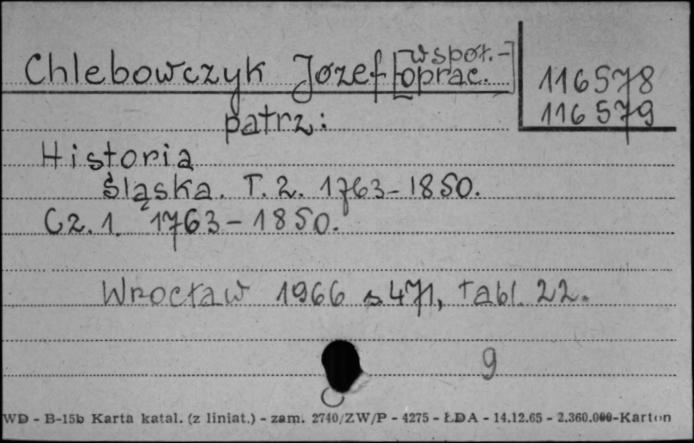 Chlebowczyk Józef [współ.-
oprac.]
116578
116579
patrz:
Historia
Śląska. T. 2. 1763-1850.
Cz. 1. 1763-1850.
Wrocław 1966 s 471, tabl. 22.
9
WD - B-15b Karta katal. (z liniat.) - zam. 2740/ZW/P - 4275 - ŁDA - 14.12.65 - 2.360.000-Karton